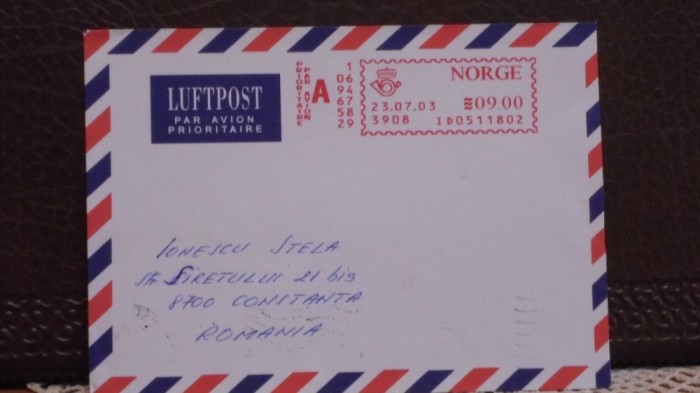 LUFTPOST
PAR AVION
PRIORITAIRE
PRIORITAIRE
PAR AVION
A
1
06
94
67
58
29
NORGE
23.07.03 09.00
3908 ID0511802
IONESCU STELA
STR SIRETULUI 21 bis
8700 CONSTANTA
ROMANIA